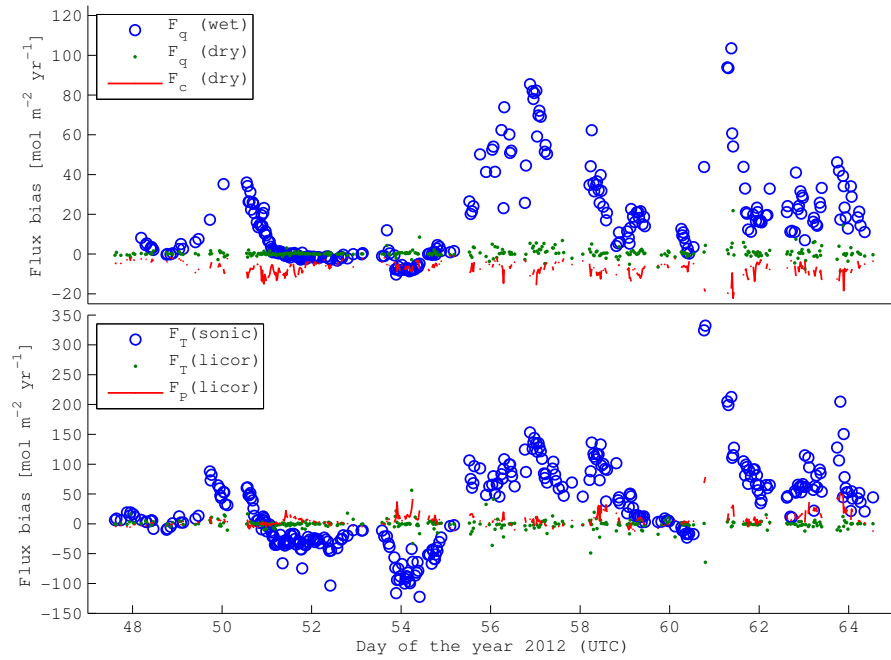 120
100
80
60
40
20
0
−20
Flux bias [mol m⁻² yr⁻¹]
F_q (wet)
F_q (dry)
F_c (dry)
350
300
250
200
150
100
50
0
−50
−100
−150
Flux bias [mol m⁻² yr⁻¹]
F_T(sonic)
F_T(licor)
F_P(licor)
48 50 52 54 56 58 60 62 64
Day of the year 2012 (UTC)